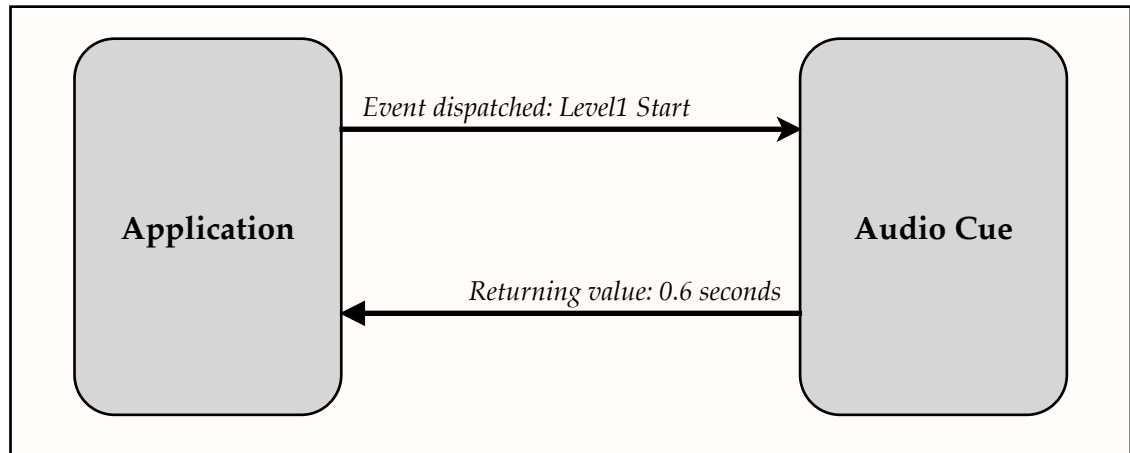 Event dispatched: Level1 Start
Application
Audio Cue
Returning value: 0.6 seconds